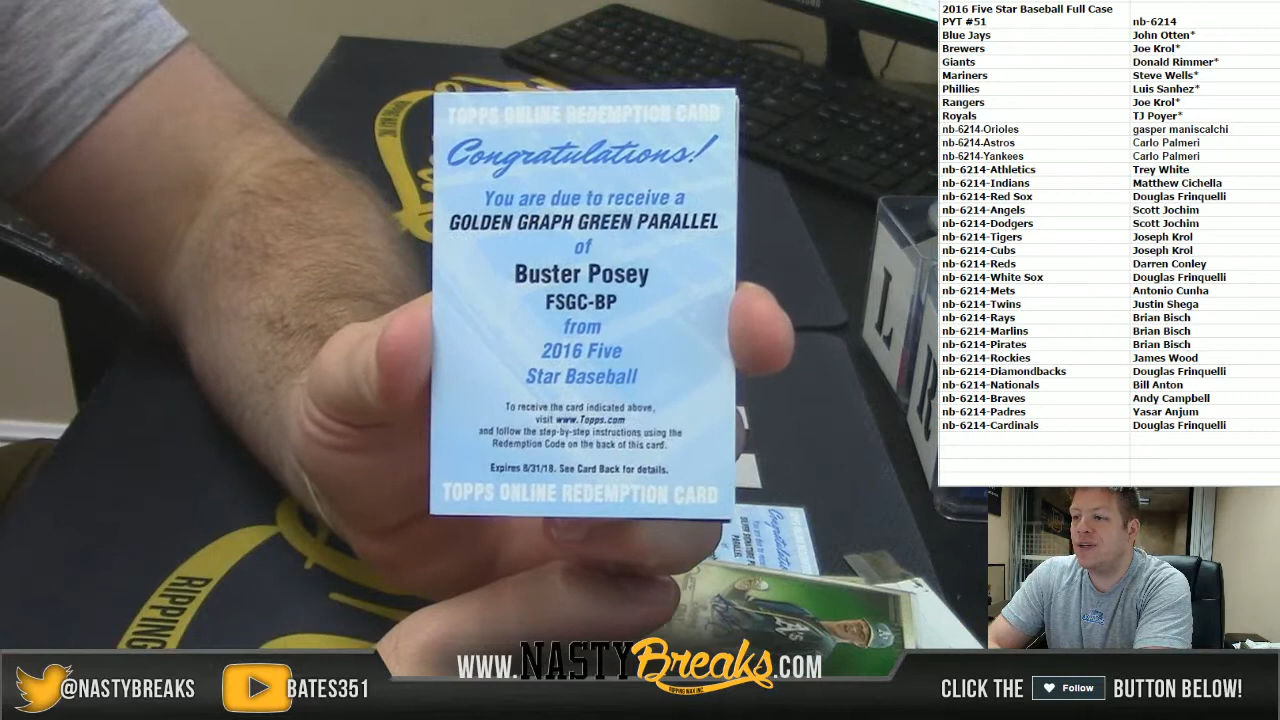 TOPPS ONLINE REDEMPTION CARD
Congratulations!
You are due to receive a
GOLDEN GRAPH GREEN PARALLEL
of
Buster Posey
FSGC-BP
from
2016 Five
Star Baseball
To receive the card indicated above,
visit www.Topps.com
and follow the step-by-step instructions using the
Redemption Code on the back of this card.
Expires 8/31/18. See Card Back for details.
TOPPS ONLINE REDEMPTION CARD
2016 Five Star Baseball Full Case
PYT #51 nb-6214
Blue Jays John Otten*
Brewers Joe Krol*
Giants Donald Rimmer*
Mariners Steve Wells*
Phillies Luis Sanhez*
Rangers Joe Krol*
Royals TJ Poyer*
nb-6214-Orioles gasper maniscalchi
nb-6214-Astros Carlo Palmeri
nb-6214-Yankees Carlo Palmeri
nb-6214-Athletics Trey White
nb-6214-Indians Matthew Cichella
nb-6214-Red Sox Douglas Frinquelli
nb-6214-Angels Scott Jochim
nb-6214-Dodgers Scott Jochim
nb-6214-Tigers Joseph Krol
nb-6214-Cubs Joseph Krol
nb-6214-Reds Darren Conley
nb-6214-White Sox Douglas Frinquelli
nb-6214-Mets Antonio Cunha
nb-6214-Twins Justin Shega
nb-6214-Rays Brian Bisch
nb-6214-Marlins Brian Bisch
nb-6214-Pirates Brian Bisch
nb-6214-Rockies James Wood
nb-6214-Diamondbacks Douglas Frinquelli
nb-6214-Nationals Bill Anton
nb-6214-Braves Andy Campbell
nb-6214-Padres Yasar Anjum
nb-6214-Cardinals Douglas Frinquelli
L
R
RIPPING
A's
@NASTYBREAKS
BATES351
WWW.NASTYBreaks.COM
RIPPING WAX INC
CLICK THE Follow BUTTON BELOW!